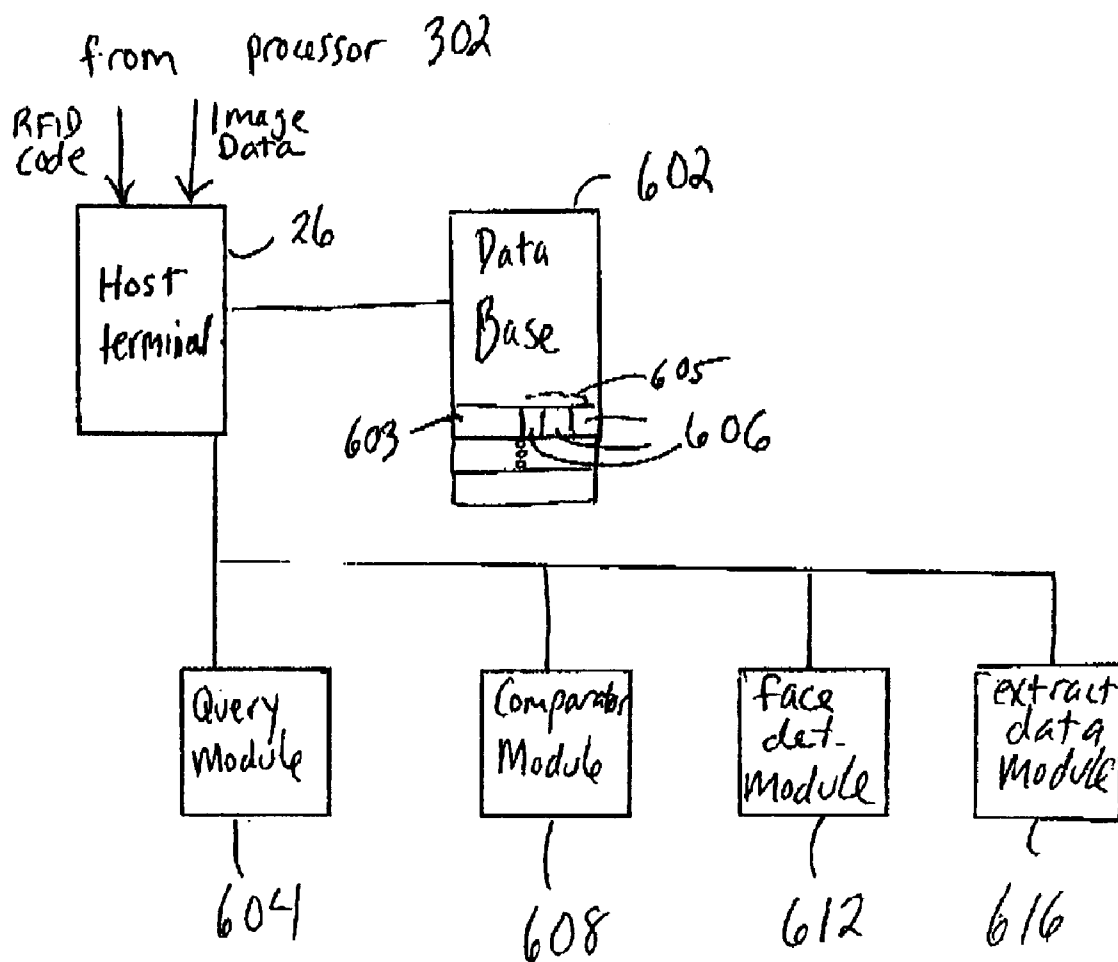 from processor 302
RFID
code
Image
Data
Host
terminal
26
Data
Base
602
603
605
606
Query
Module
604
Comparator
Module
608
face
det.
Module
612
extract
data
Module
616